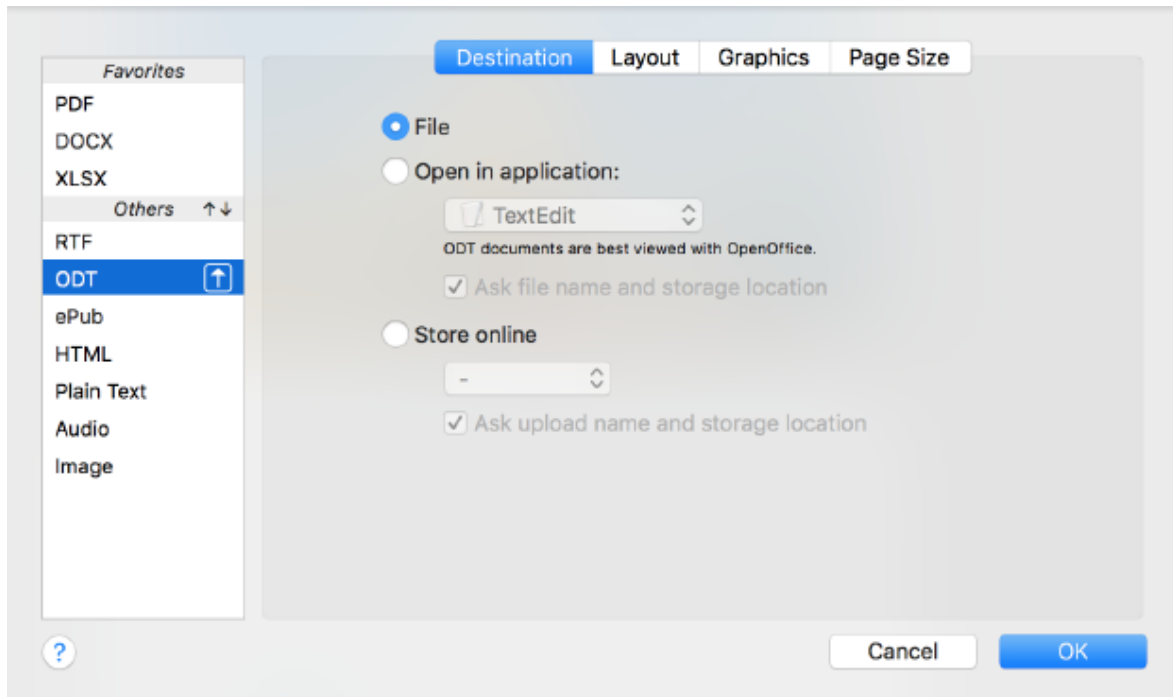 Destination Layout Graphics Page Size
Favorites
PDF
DOCX
XLSX
Others ↑↓
RTF
ODT
ePub
HTML
Plain Text
Audio
Image
File
Open in application:
TextEdit
ODT documents are best viewed with OpenOffice.
Ask file name and storage location
Store online
-
Ask upload name and storage location
? Cancel OK